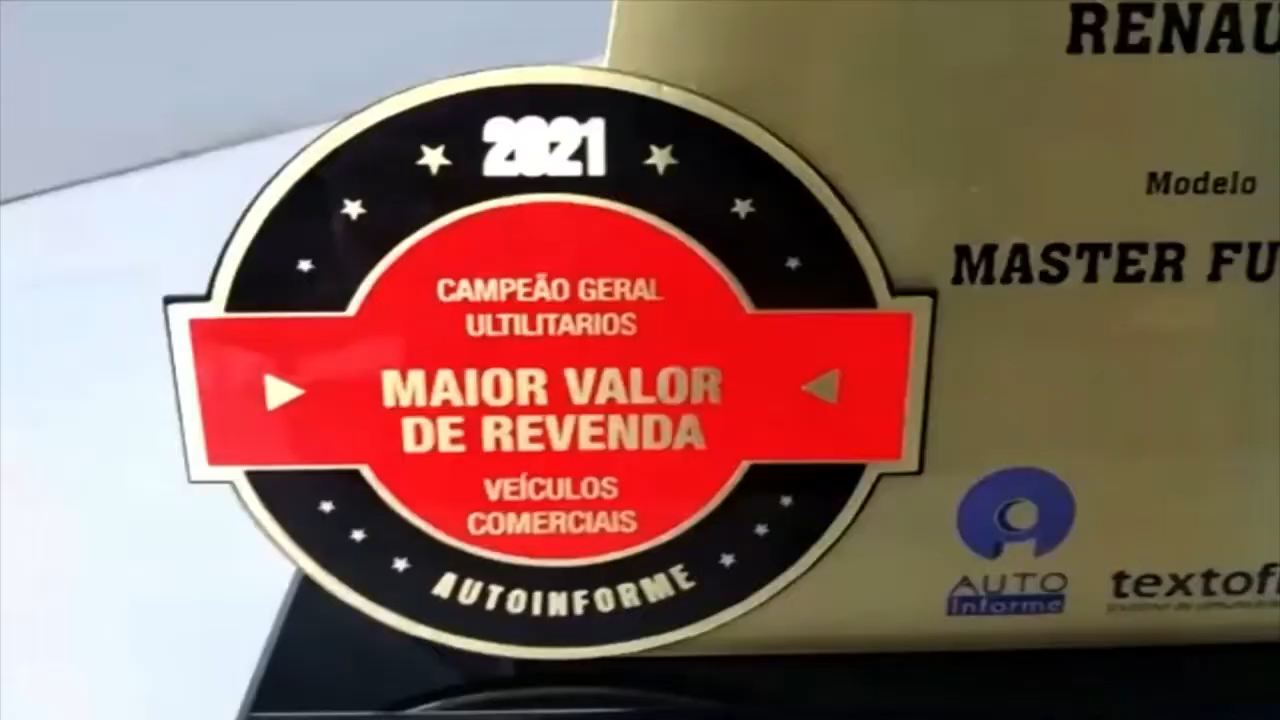 2021
CAMPEÃO GERAL
ULTILITARIOS
MAIOR VALOR
DE REVENDA
VEÍCULOS
COMERCIAIS
AUTOINFORME
RENAU
Modelo
MASTER FU
AUTO
Informe
textofi